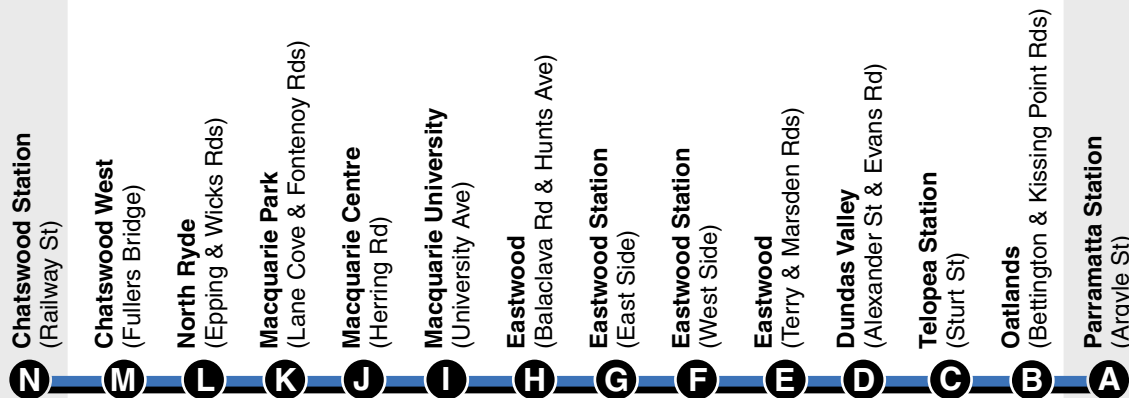 Chatswood Station
(Railway St)
Chatswood West
(Fullers Bridge)
North Ryde
(Epping & Wicks Rds)
Macquarie Park
(Lane Cove & Fontenoy Rds)
Macquarie Centre
(Herring Rd)
Macquarie University
(University Ave)
Eastwood
(Balaclava Rd & Hunts Ave)
Eastwood Station
(East Side)
Eastwood Station
(West Side)
Eastwood
(Terry & Marsden Rds)
Dundas Valley
(Alexander St & Evans Rd)
Telopea Station
(Sturt St)
Oatlands
(Bettington & Kissing Point Rds)
Parramatta Station
(Argyle St)
N M L K J I H G F E D C B A